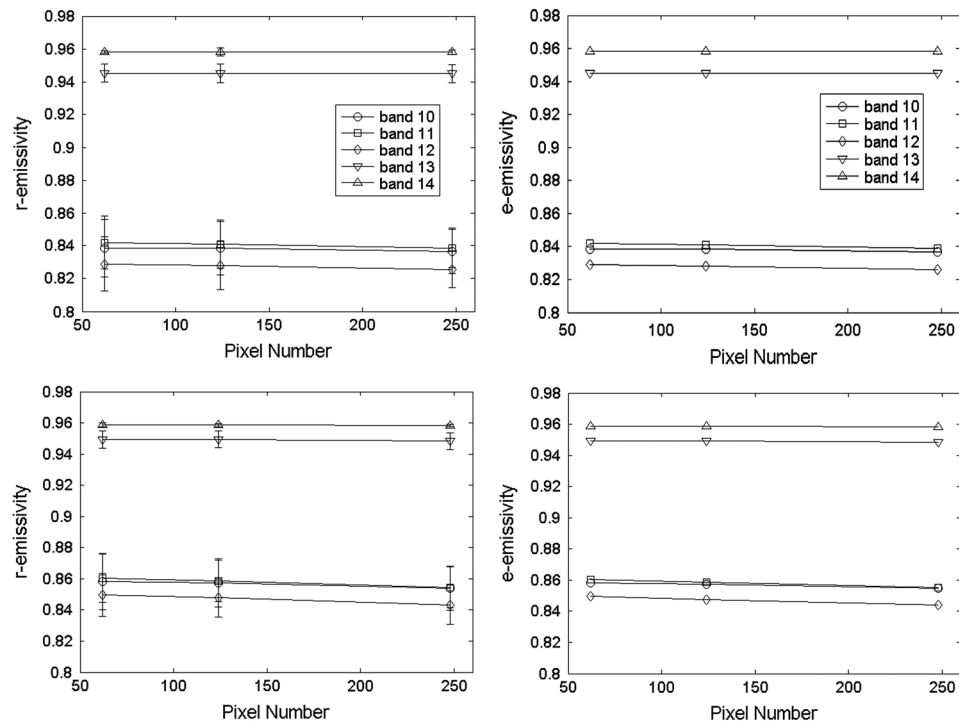 0.98
0.96
0.94
0.92
0.9
0.88
0.86
0.84
0.82
0.8
r-emissivity
band 10
band 11
band 12
band 13
band 14
50 100 150 200 250
Pixel Number
0.98
0.96
0.94
0.92
0.9
0.88
0.86
0.84
0.82
0.8
e-emissivity
band 10
band 11
band 12
band 13
band 14
50 100 150 200 250
Pixel Number
0.98
0.96
0.94
0.92
0.9
0.88
0.86
0.84
0.82
0.8
r-emissivity
50 100 150 200 250
Pixel Number
0.98
0.96
0.94
0.92
0.9
0.88
0.86
0.84
0.82
0.8
e-emissivity
50 100 150 200 250
Pixel Number